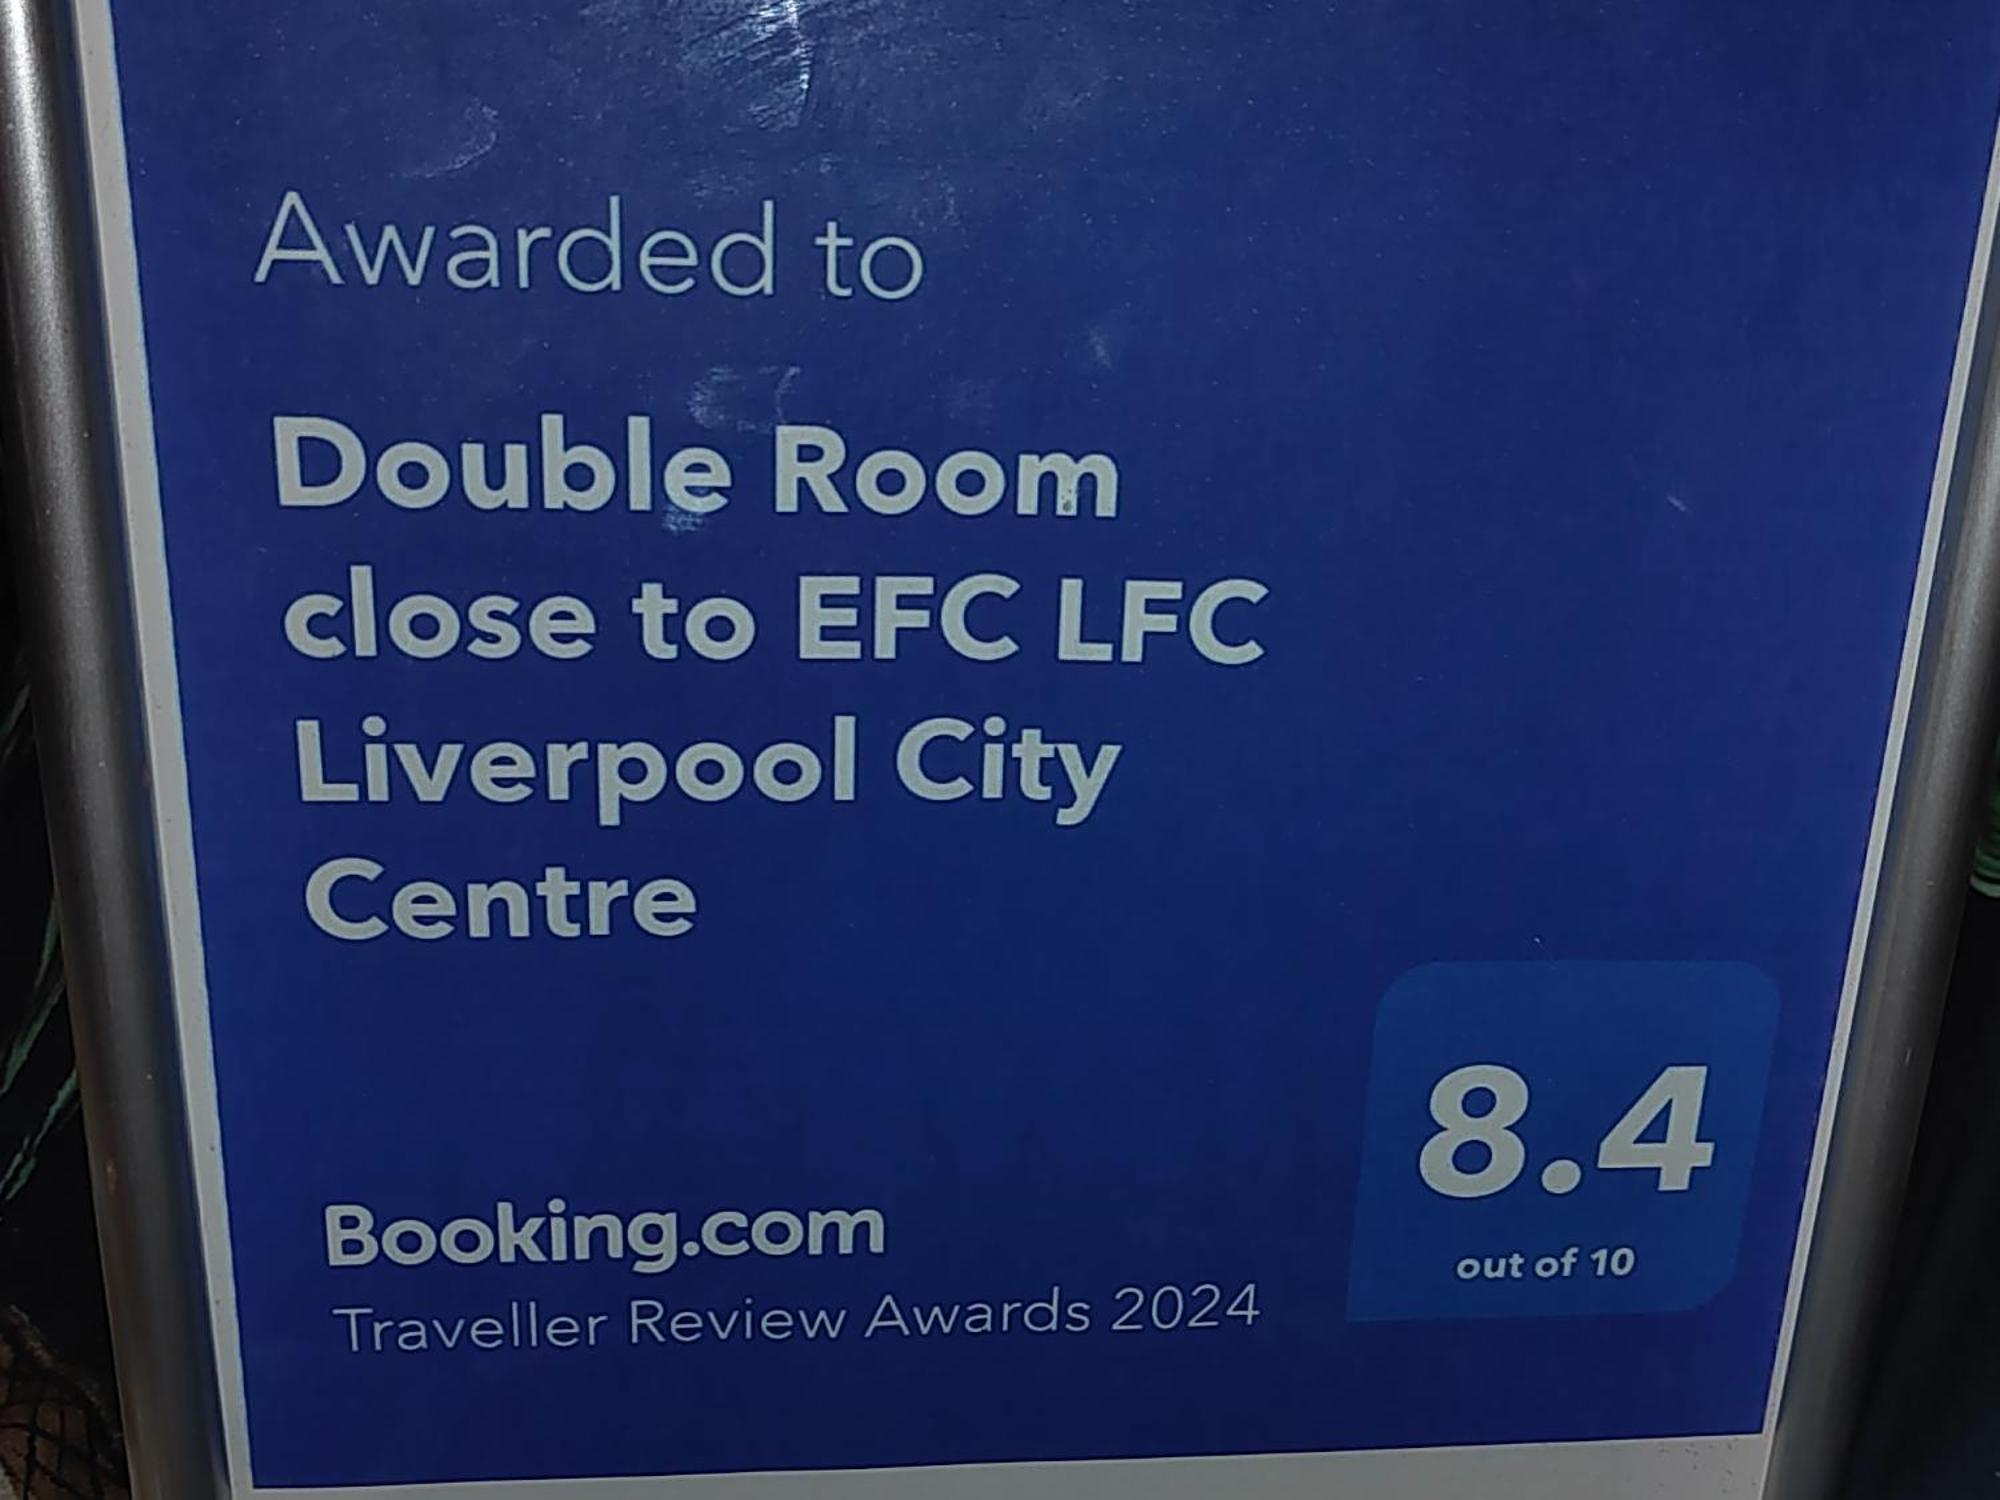 Awarded to
Double Room
close to EFC LFC
Liverpool City
Centre
8.4
out of 10
Booking.com
Traveller Review Awards 2024